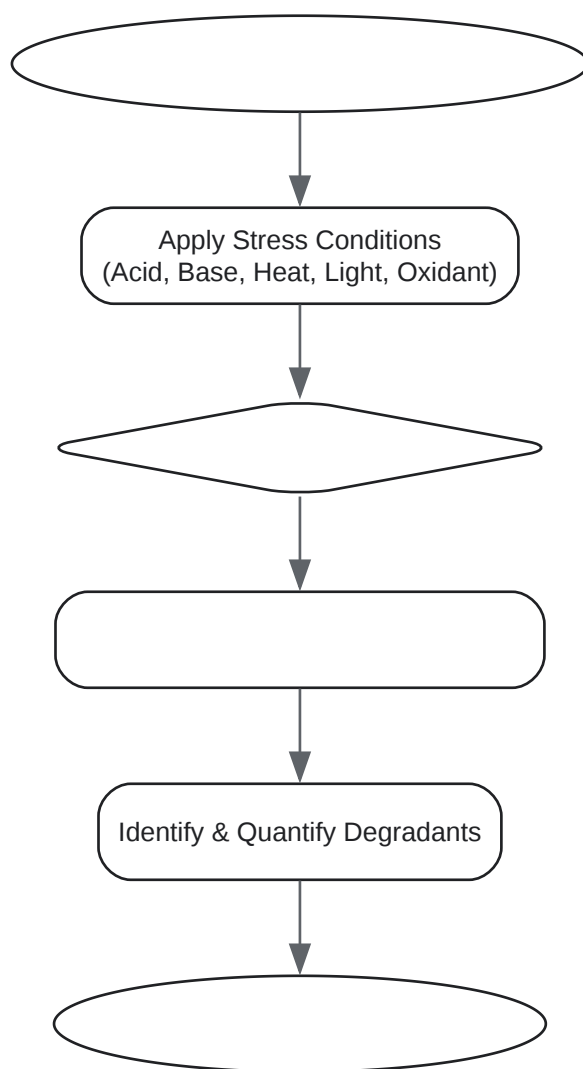 Apply Stress Conditions
(Acid, Base, Heat, Light, Oxidant)
Identify & Quantify Degradants